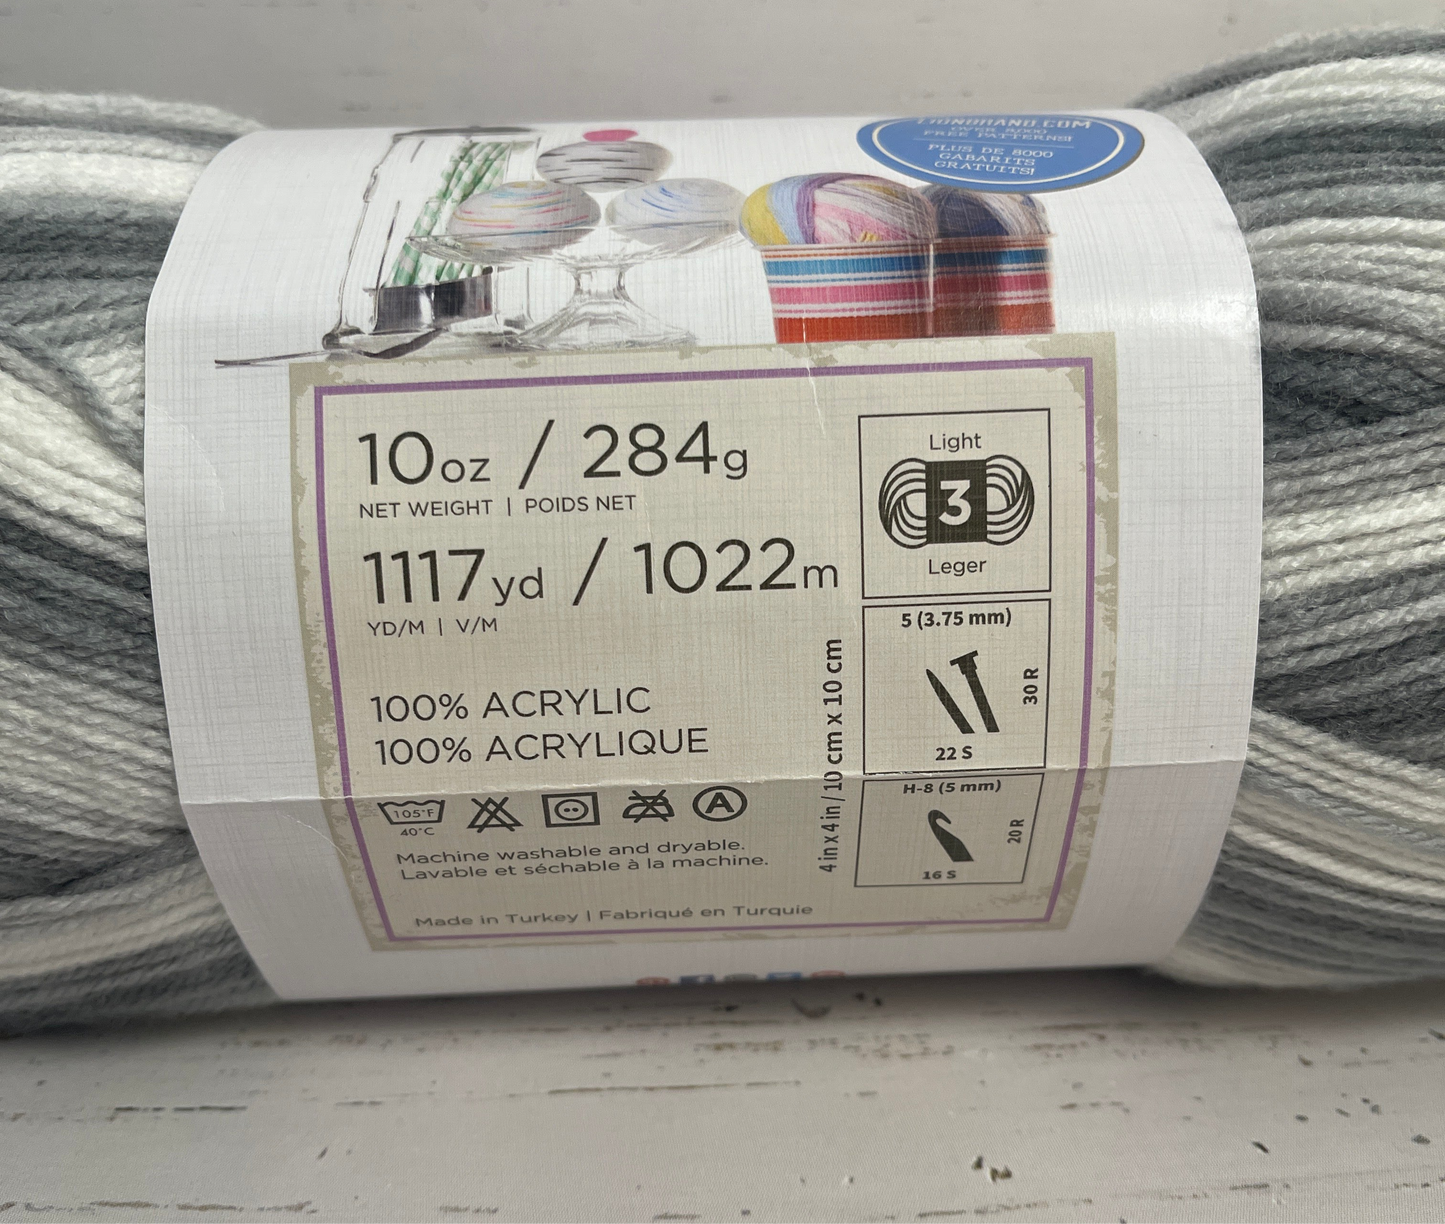 LIONBRAND.COM
OVER 8,000
FREE PATTERNS!
PLUS DE 8000
GABARITS
GRATUITS!
10oz / 284g
NET WEIGHT | POIDS NET
1117yd / 1022m
YD/M | V/M
100% ACRYLIC
100% ACRYLIQUE
105°F
40°C
A
Machine washable and dryable.
Lavable et séchable à la machine.
Made in Turkey | Fabriqué en Turquie
Light
3
Leger
4 in x 4 in / 10 cm x 10 cm
5 (3.75 mm)
30 R
22 S
H-8 (5 mm)
20 R
16 S